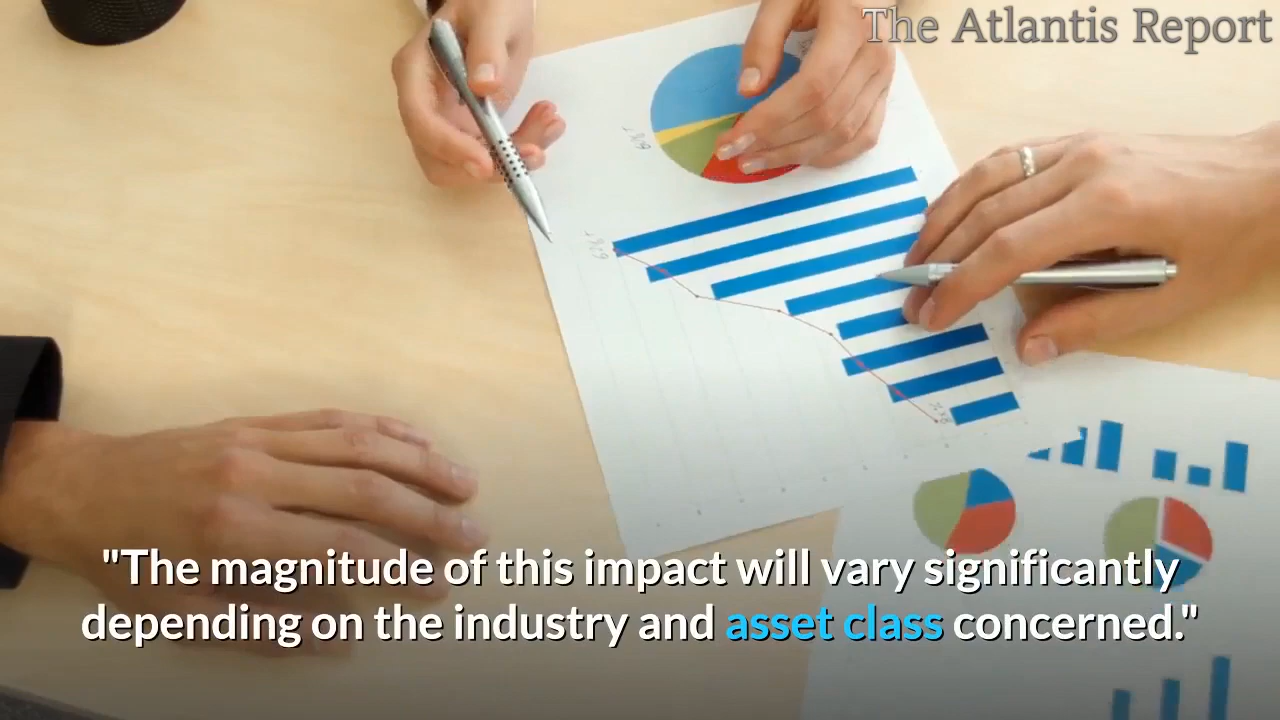 The Atlantis Report
"The magnitude of this impact will vary significantly
depending on the industry and asset class concerned."